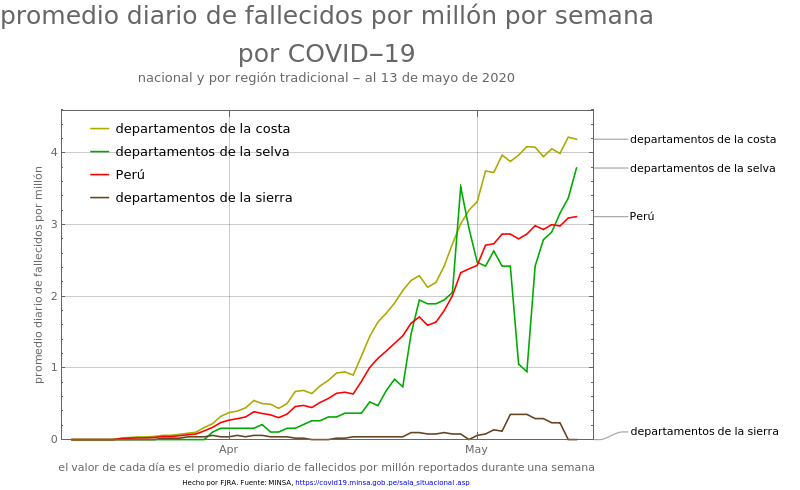 promedio diario de fallecidos por millón por semana
por COVID−19
nacional y por región tradicional − al 13 de mayo de 2020
departamentos de la costa
departamentos de la selva
Perú
departamentos de la sierra
promedio diario de fallecidos por millón
4
3
2
1
0
Apr
May
departamentos de la costa
departamentos de la selva
Perú
departamentos de la sierra
el valor de cada día es el promedio diario de fallecidos por millón reportados durante una semana
Hecho por FJRA. Fuente: MINSA, https://covid19.minsa.gob.pe/sala_situacional.asp